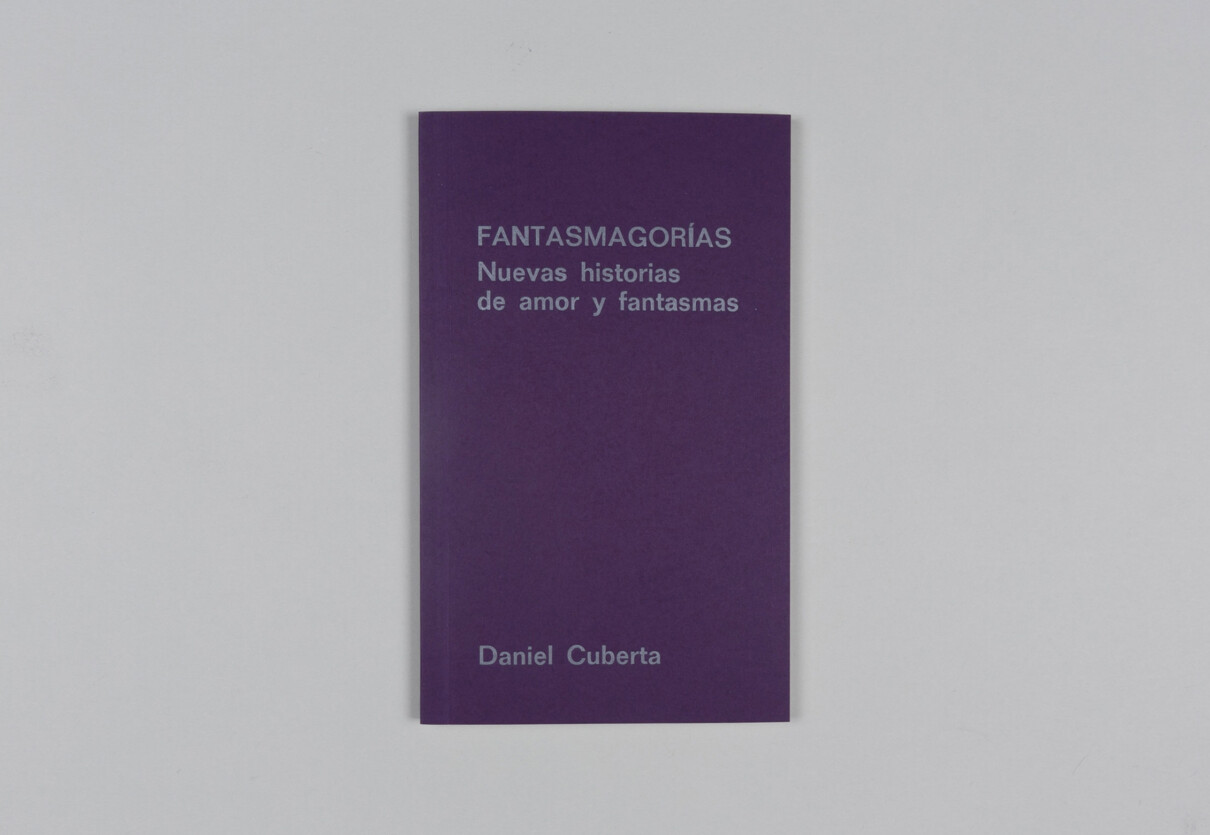 FANTASMAGORÍAS
Nuevas historias
de amor y fantasmas
Daniel Cuberta